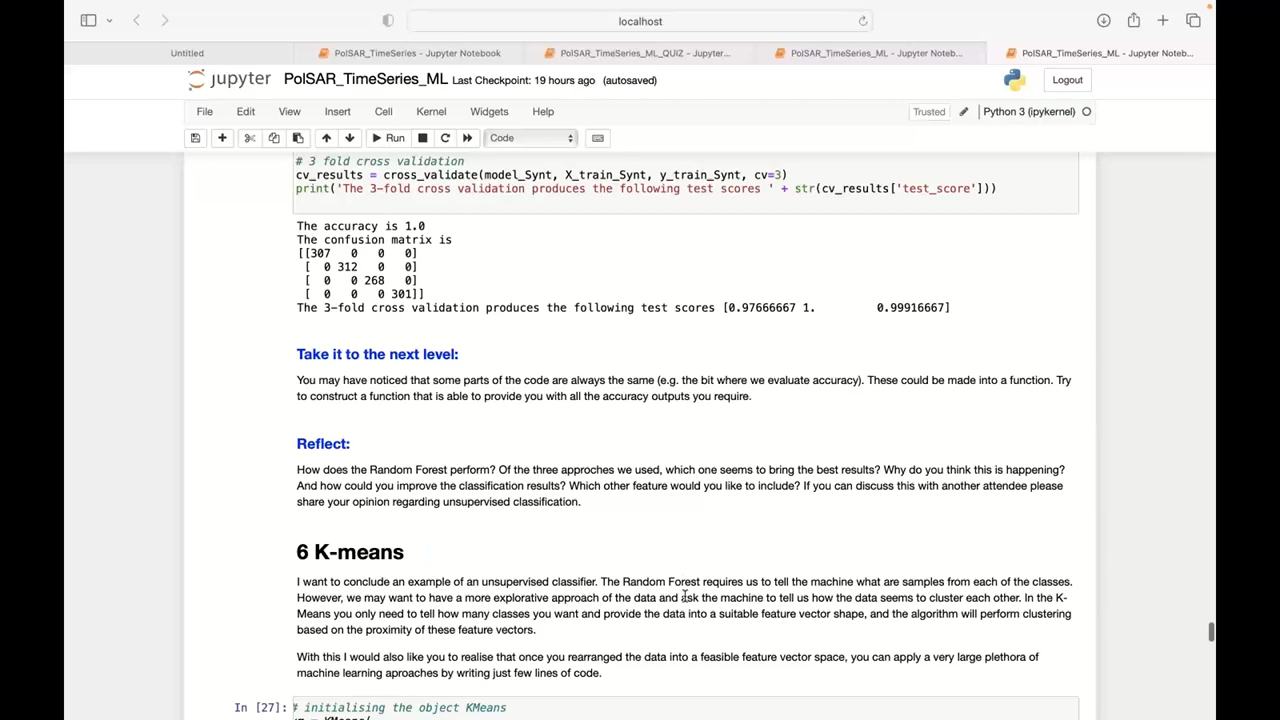 localhost
Untitled
PolSAR_TimeSeries - Jupyter Notebook
PolSAR_TimeSeries_ML_QUIZ - Jupyter...
PolSAR_TimeSeries_ML - Jupyter Noteb...
PolSAR_TimeSeries_ML - Jupyter Noteb...
jupyter PolSAR_TimeSeries_ML Last Checkpoint: 19 hours ago (autosaved)
Logout
File Edit View Insert Cell Kernel Widgets Help
Trusted Python 3 (ipykernel)
Run Code
# 3 fold cross validation
cv_results = cross_validate(model_Synt, X_train_Synt, y_train_Synt, cv=3)
print('The 3-fold cross validation produces the following test scores ' + str(cv_results['test_score']))
The accuracy is 1.0
The confusion matrix is
[[307 0 0 0]
[ 0 312 0 0]
[ 0 0 268 0]
[ 0 0 0 301]]
The 3-fold cross validation produces the following test scores [0.97666667 1. 0.99916667]
Take it to the next level:
You may have noticed that some parts of the code are always the same (e.g. the bit where we evaluate accuracy). These could be made into a function. Try
to construct a function that is able to provide you with all the accuracy outputs you require.
Reflect:
How does the Random Forest perform? Of the three approches we used, which one seems to bring the best results? Why do you think this is happening?
And how could you improve the classification results? Which other feature would you like to include? If you can discuss this with another attendee please
share your opinion regarding unsupervised classification.
6 K-means
I want to conclude an example of an unsupervised classifier. The Random Forest requires us to tell the machine what are samples from each of the classes.
However, we may want to have a more explorative approach of the data and ask the machine to tell us how the data seems to cluster each other. In the K-
Means you only need to tell how many classes you want and provide the data into a suitable feature vector shape, and the algorithm will perform clustering
based on the proximity of these feature vectors.
With this I would also like you to realise that once you rearranged the data into a feasible feature vector space, you can apply a very large plethora of
machine learning aproaches by writing just few lines of code.
In [27]: # initialising the object KMeans